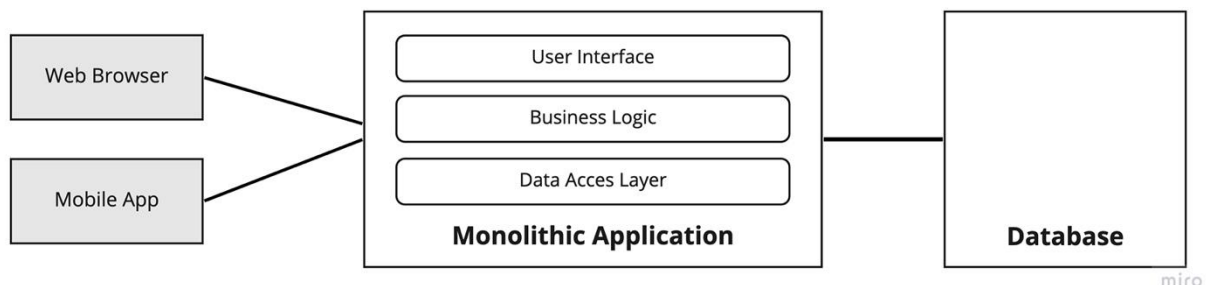 Web Browser
Mobile App
User Interface
Business Logic
Data Acces Layer
Monolithic Application
Database
miro